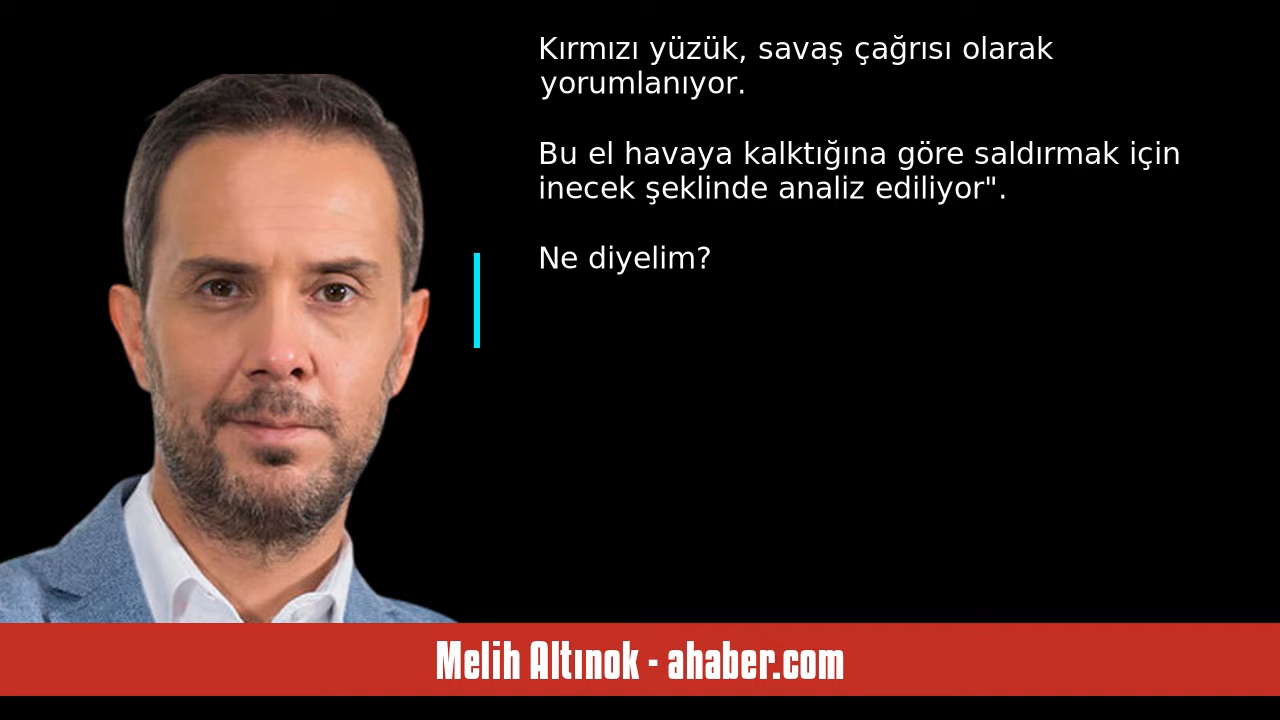 Kırmızı yüzük, savaş çağrısı olarak
yorumlanıyor.
Bu el havaya kalktığına göre saldırmak için
inecek şeklinde analiz ediliyor".
Ne diyelim?
Melih Altınok - ahaber.com